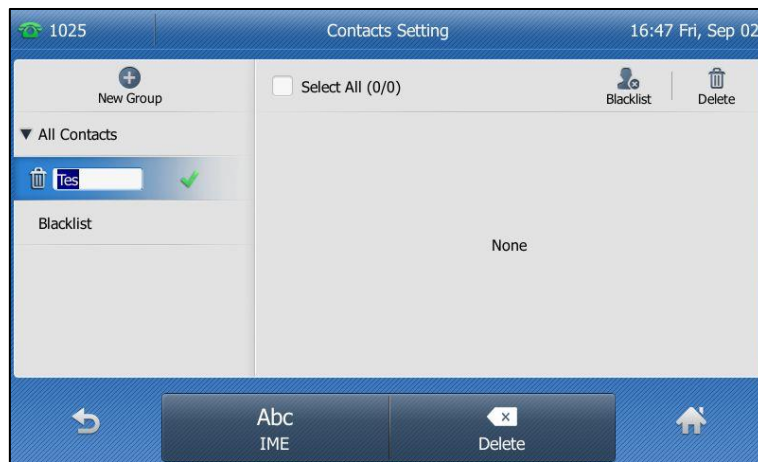 1025 Contacts Setting 16:47 Fri, Sep 02
New Group
Select All (0/0)
Blacklist Delete
All Contacts
Tes
Blacklist
None
Abc
IME
Delete